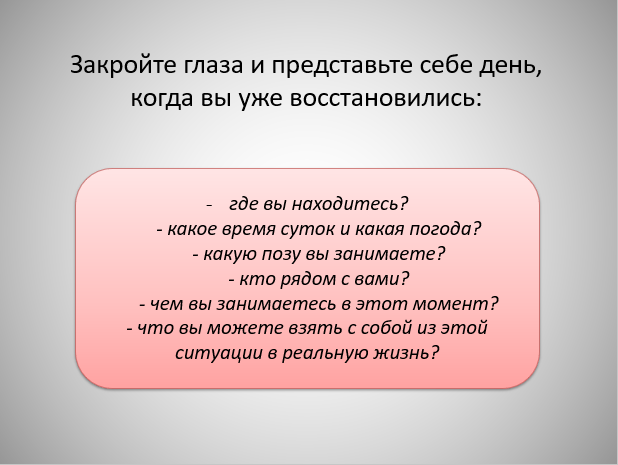 Закройте глаза и представьте себе день,
когда вы уже восстановились:
- где вы находитесь?
- какое время суток и какая погода?
- какую позу вы занимаете?
- кто рядом с вами?
- чем вы занимаетесь в этот момент?
- что вы можете взять с собой из этой
ситуации в реальную жизнь?